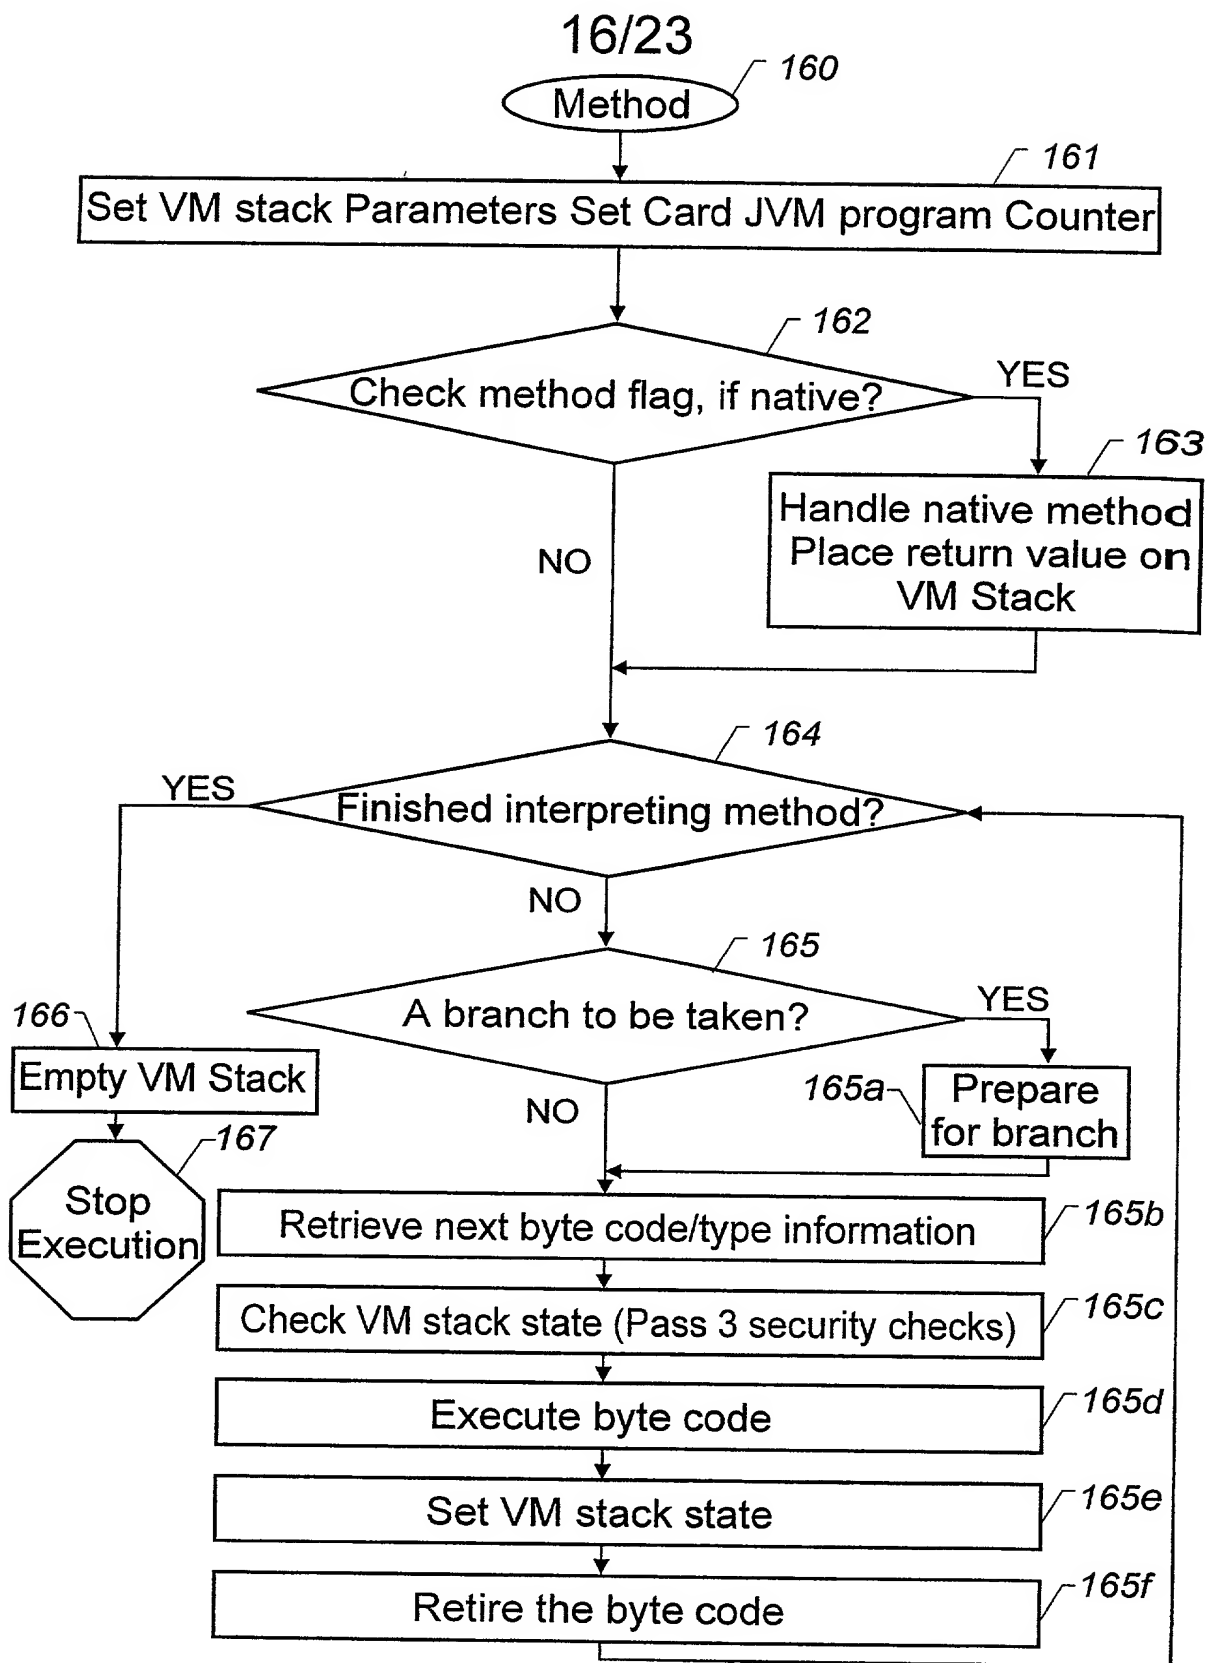 16/23
160
Method
161
Set VM stack Parameters Set Card JVM program Counter
162
Check method flag, if native?
YES
163
Handle native method
Place return value on
VM Stack
NO
164
YES
Finished interpreting method?
NO
165
A branch to be taken?
YES
166
Empty VM Stack
165a
Prepare
for branch
NO
167
Stop
Execution
Retrieve next byte code/type information
165b
Check VM stack state (Pass 3 security checks)
165c
Execute byte code
165d
Set VM stack state
165e
Retire the byte code
165f